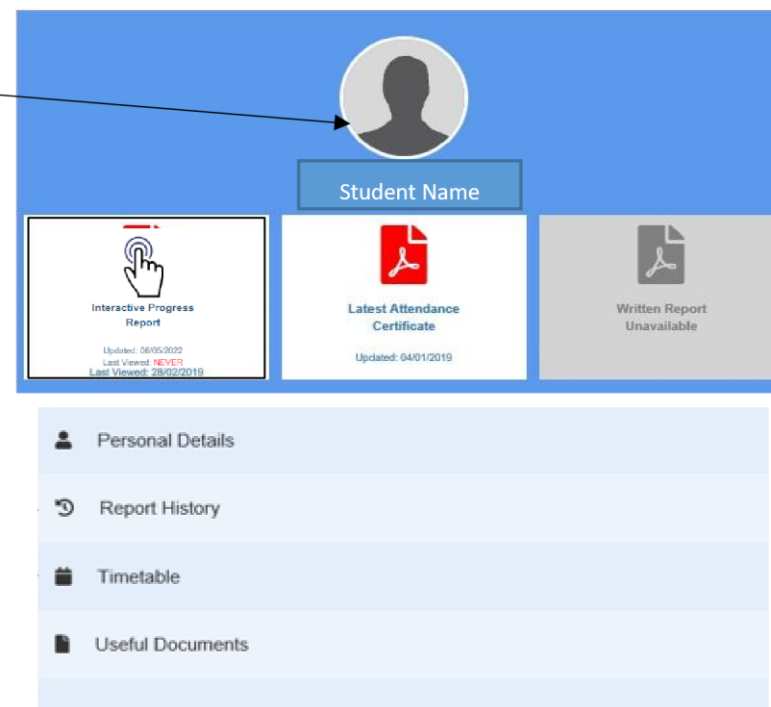 Student Name
Interactive Progress
Report
Updated: 06/05/2022
Last Viewed: NEVER
Last Viewed: 28/02/2019
Latest Attendance
Certificate
Updated: 04/01/2019
Written Report
Unavailable
Personal Details
Report History
Timetable
Useful Documents